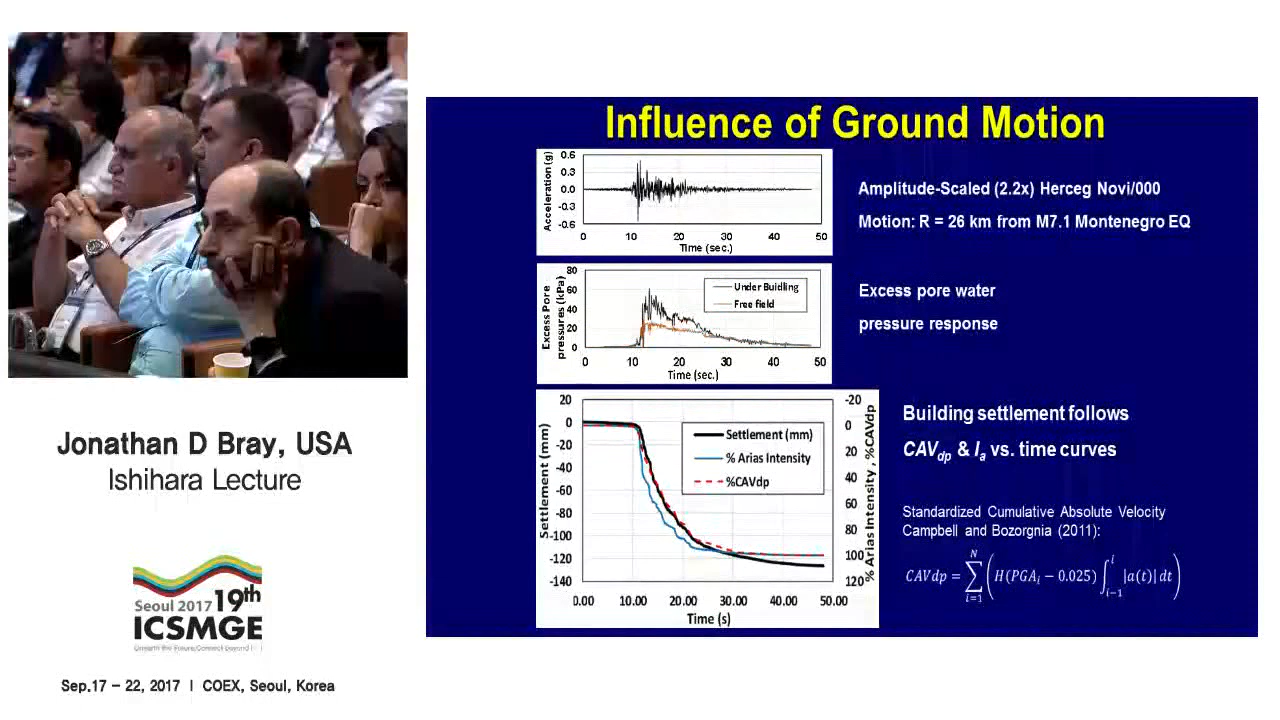 Influence of Ground Motion
Acceleration (g)
0.6
0.3
0.0
-0.3
-0.6
0 10 20 30 40 50
Time (sec.)
Amplitude-Scaled (2.2x) Herceg Novi/000
Motion: R = 26 km from M7.1 Montenegro EQ
Excess Pore
pressures (kPa)
80
60
40
20
0
Under Buidling
Free field
0 10 20 30 40 50
Time (sec.)
Excess pore water
pressure response
Settlement (mm)
20
0
-20
-40
-60
-80
-100
-120
-140
Settlement (mm)
% Arias Intensity
%CAVdp
-20
0
20
40
60
80
100
120
% Arias Intensity, %CAVdp
0.00 10.00 20.00 30.00 40.00 50.00
Time (s)
Building settlement follows
CAVdp & Ia vs. time curves
Standardized Cumulative Absolute Velocity
Campbell and Bozorgnia (2011):
CAVdp = ∑ i=1 N (H(PGAi − 0.025) ∫ i−1 i |a(t)| dt)
Jonathan D Bray, USA
Ishihara Lecture
Seoul 2017 19th
ICSMGE
Sep.17 – 22, 2017 I COEX, Seoul, Korea